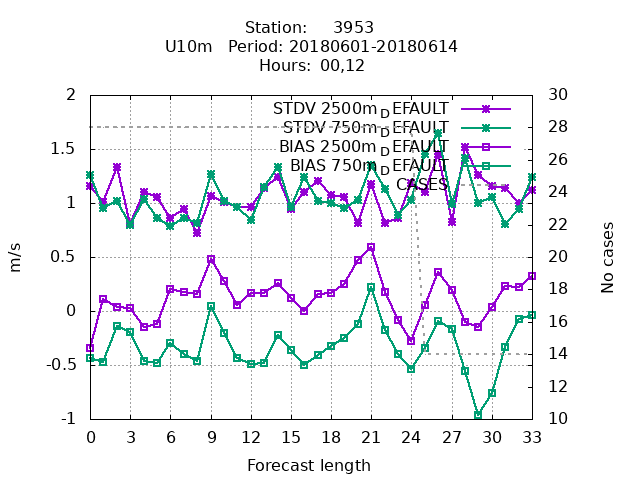 Station:     3953
U10m   Period: 20180601-20180614
Hours:  00,12
STDV 2500m_DEFAULT
STDV 750m_DEFAULT
BIAS 2500m_DEFAULT
BIAS 750m_DEFAULT
CASES
2
1.5
1
0.5
0
-0.5
-1
m/s
30
28
26
24
22
20
18
16
14
12
10
No cases
0 3 6 9 12 15 18 21 24 27 30 33
Forecast length